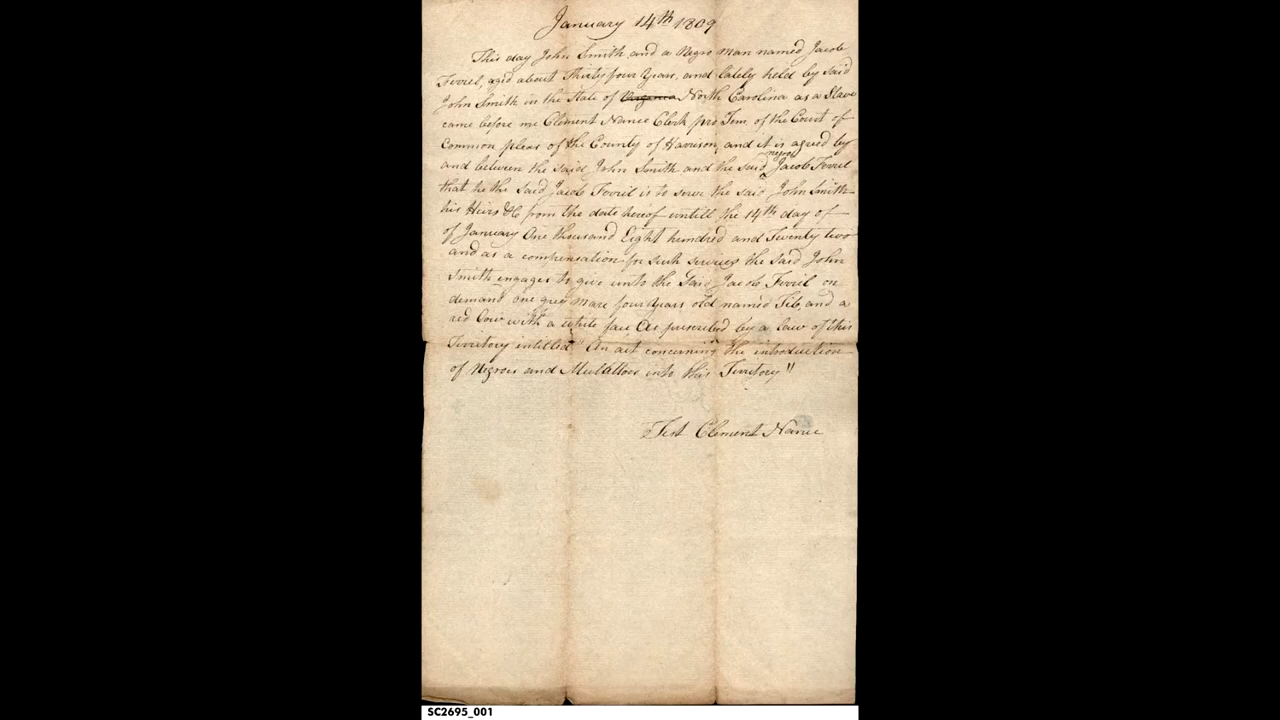 January 14th 1809
This day John Smith and a Negro man named Jacob
Ferril, aged about Thirty four Years, and lately held by said
John Smith in the State of Virginia North Carolina as a Slave
came before me Clement Nance Clerk pro Tem. of the Court of
Common pleas of the County of Harrison, and it is agreed by
and between the said John Smith and the said negro Jacob Ferril
that he the said Jacob Ferril is to serve the said John Smith
his Heirs &C from the date hereof untill the 14th day of
of January One thousand Eight hundred and Twenty two
and as a compensation for such services the said John
Smith engages to give unto the Said Jacob Ferril on
demand one grey Mare four Years old named Tib, and a
red Cow with a white face, As prescribed by a law of this
Territory intitled "An act concerning the introduction
of Negroes and Mulattoes into this Territory"
Test Clement Nance
SC2695_001